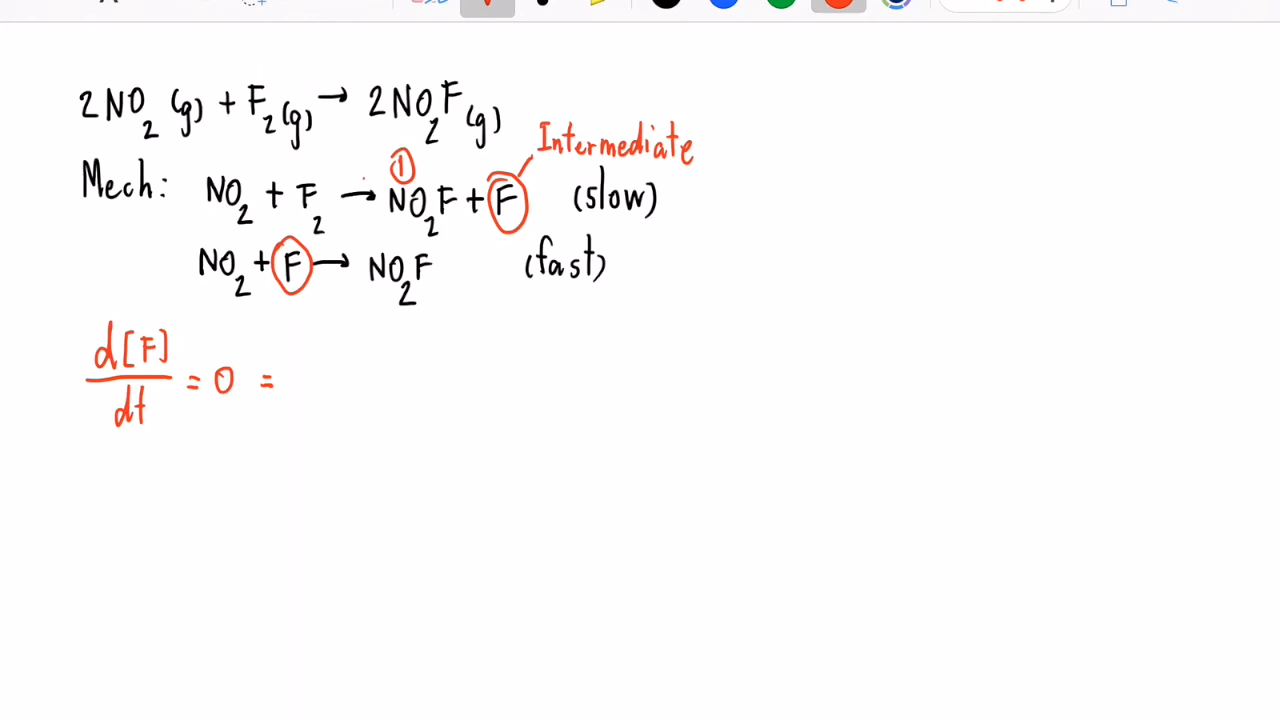 2NO₂(g) + F₂(g) → 2NO₂F(g)
Intermediate
①
Mech: NO₂ + F₂ → NO₂F + F (slow)
NO₂ + F → NO₂F (fast)
d[F]/dt = 0 =